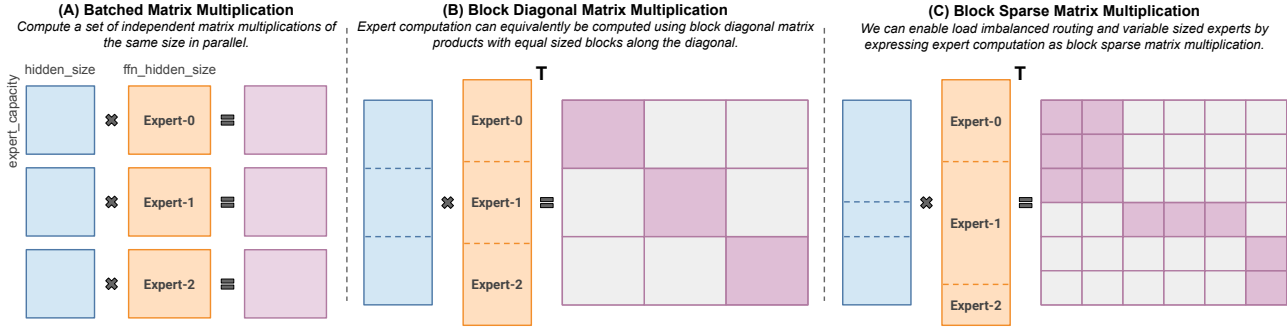 (A) Batched Matrix Multiplication
Compute a set of independent matrix multiplications of
the same size in parallel.
hidden_size
ffn_hidden_size
expert_capacity
Expert-0
Expert-1
Expert-2
(B) Block Diagonal Matrix Multiplication
Expert computation can equivalently be computed using block diagonal matrix
products with equal sized blocks along the diagonal.
T
Expert-0
Expert-1
Expert-2
(C) Block Sparse Matrix Multiplication
We can enable load imbalanced routing and variable sized experts by
expressing expert computation as block sparse matrix multiplication.
T
Expert-0
Expert-1
Expert-2